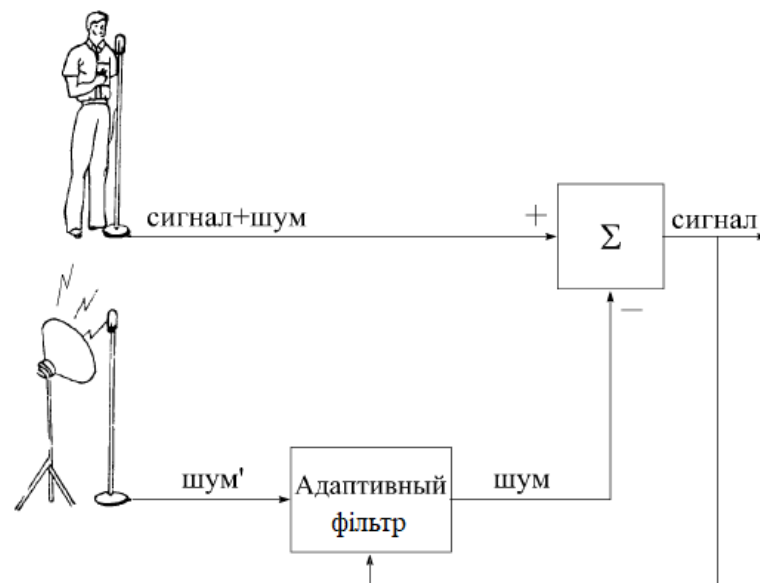 сигнал+шум
+
Σ
сигнал
—
шум'
Адаптивный
фільтр
шум